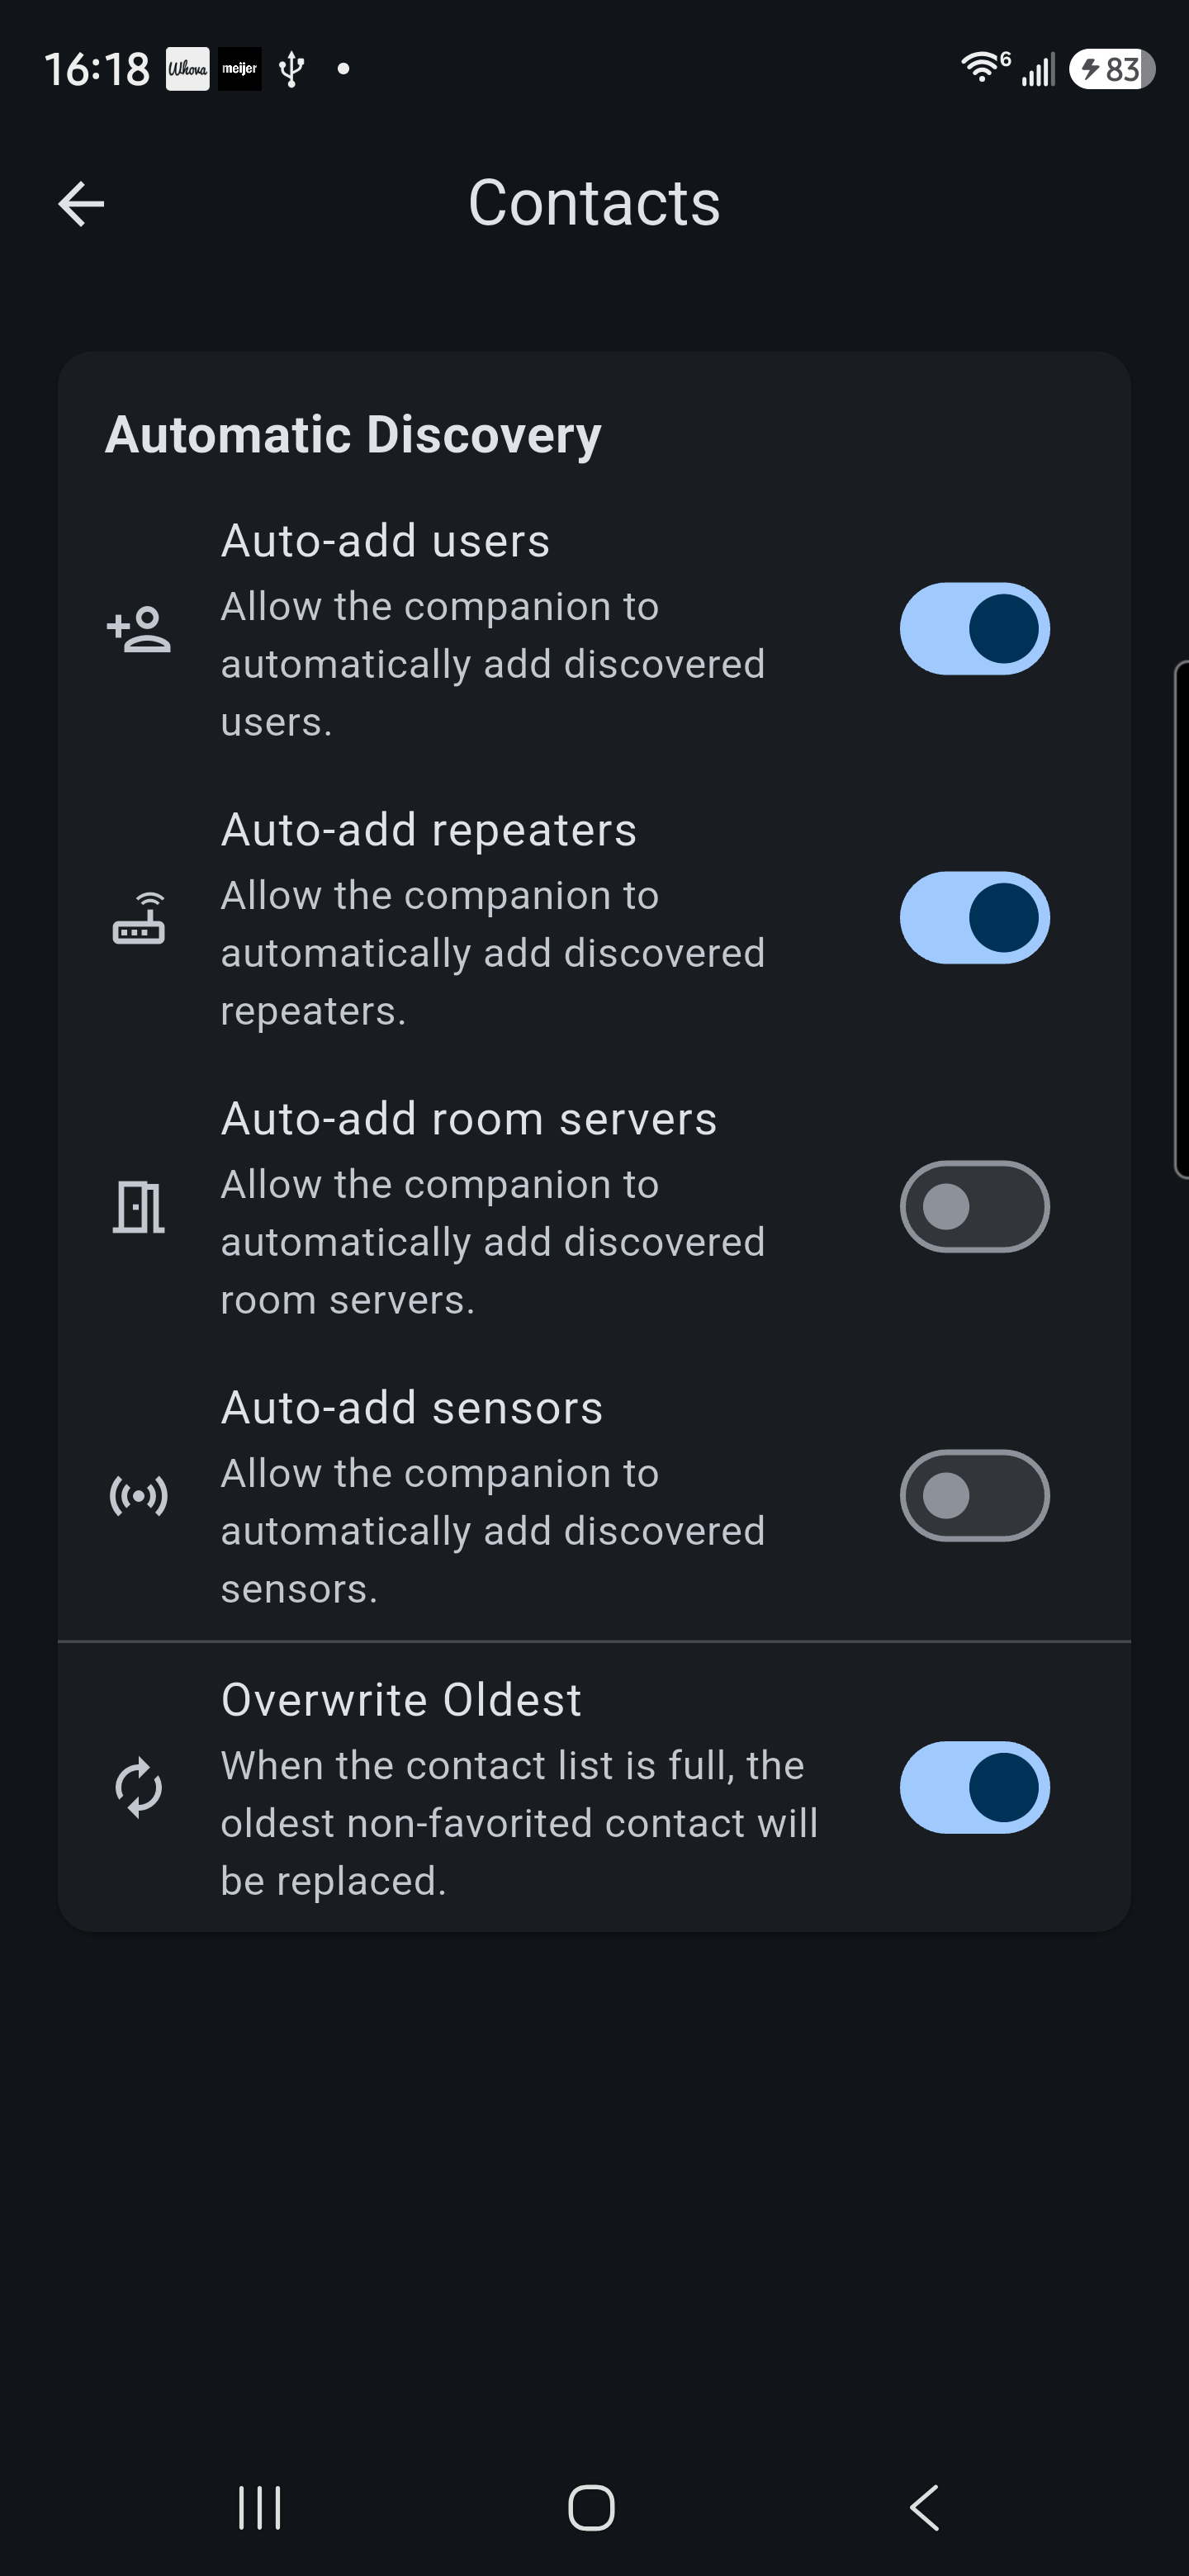 16:18 Whova meijer 6 83
Contacts
Automatic Discovery
Auto-add users
Allow the companion to
automatically add discovered
users.
Auto-add repeaters
Allow the companion to
automatically add discovered
repeaters.
Auto-add room servers
Allow the companion to
automatically add discovered
room servers.
Auto-add sensors
Allow the companion to
automatically add discovered
sensors.
Overwrite Oldest
When the contact list is full, the
oldest non-favorited contact will
be replaced.